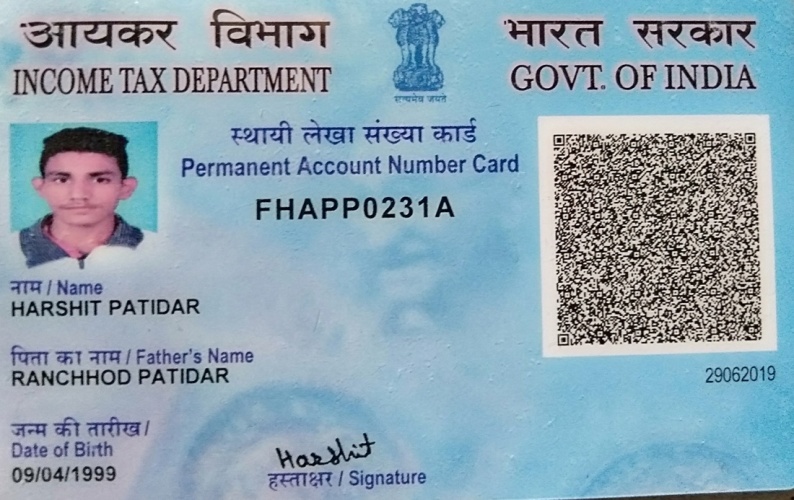 आयकर विभाग
INCOME TAX DEPARTMENT
सत्यमेव जयते
भारत सरकार
GOVT. OF INDIA
स्थायी लेखा संख्या कार्ड
Permanent Account Number Card
FHAPP0231A
नाम / Name
HARSHIT PATIDAR
पिता का नाम / Father's Name
RANCHHOD PATIDAR
29062019
जन्म की तारीख /
Date of Birth
09/04/1999
Harshit
हस्ताक्षर / Signature